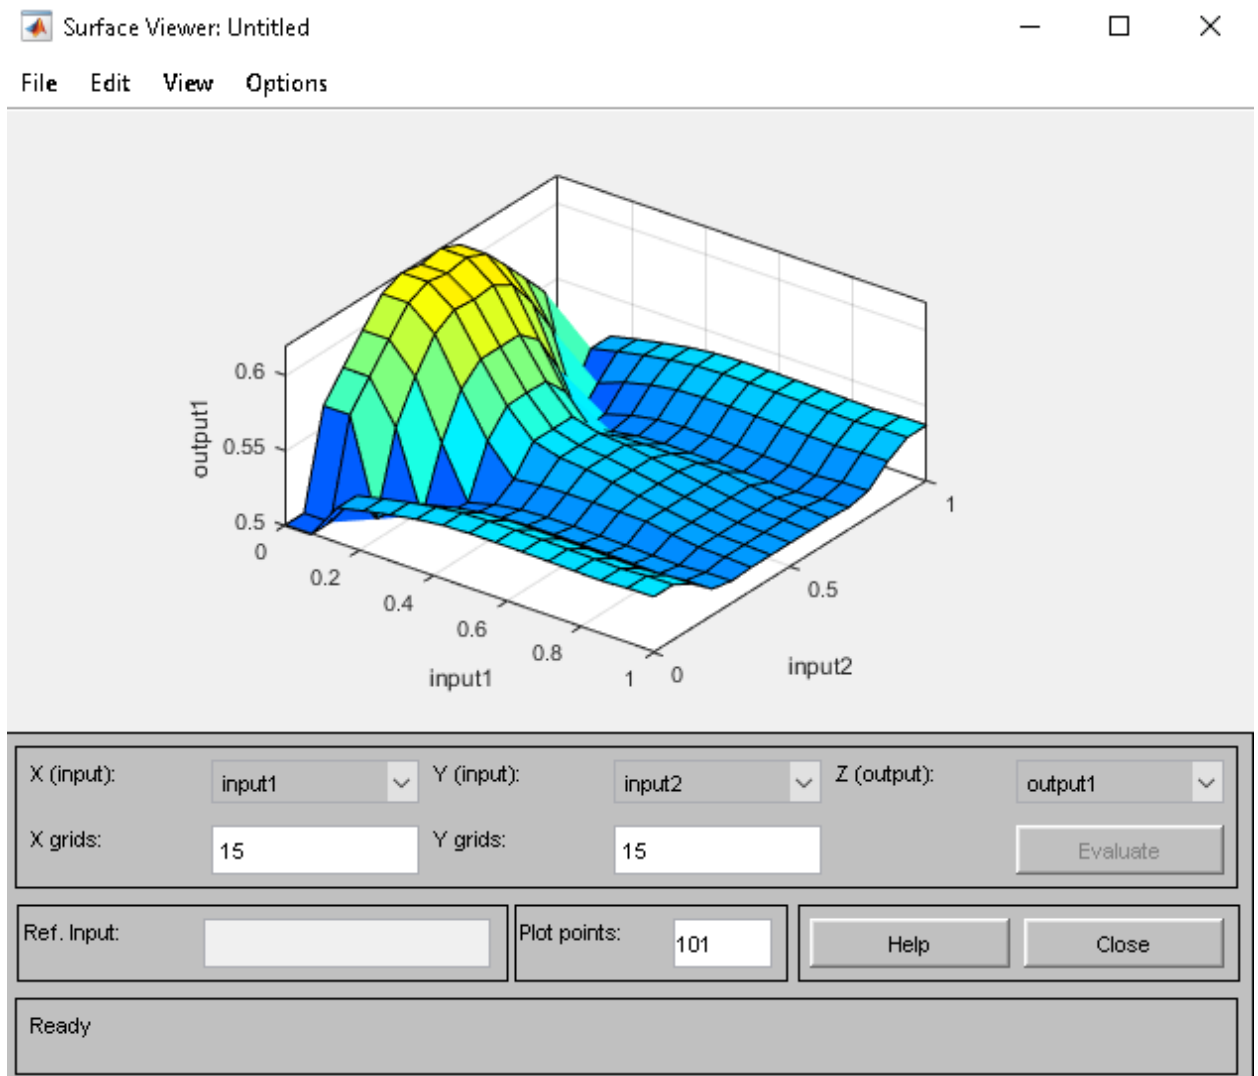 Surface Viewer: Untitled
File Edit View Options
0.6
0.55
0.5
output1
0
0.2
0.4
0.6
0.8
1
input1
0
0.5
1
input2
X (input): input1 Y (input): input2 Z (output): output1
X grids: 15 Y grids: 15 Evaluate
Ref. Input: Plot points: 101 Help Close
Ready